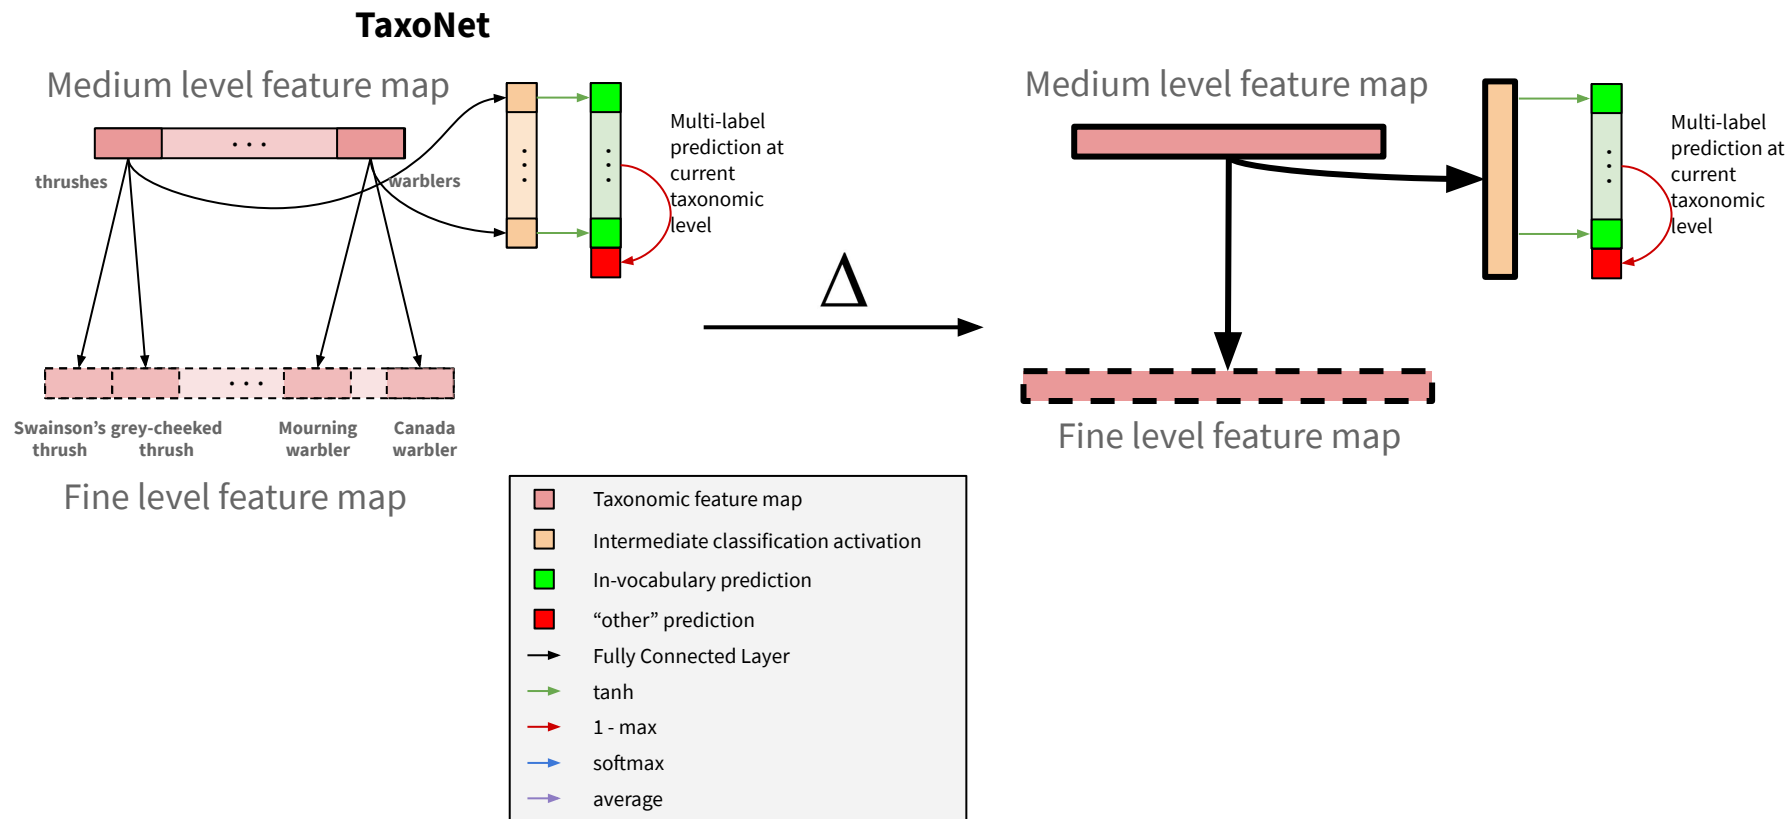 TaxoNet
Medium level feature map
• • •
thrushes
warblers
Multi-label
prediction at
current
taxonomic
level
• • •
Swainson's
thrush
grey-cheeked
thrush
Mourning
warbler
Canada
warbler
Fine level feature map
Δ
Medium level feature map
Multi-label
prediction at
current
taxonomic
level
Fine level feature map
Taxonomic feature map
Intermediate classification activation
In-vocabulary prediction
“other” prediction
Fully Connected Layer
tanh
1 - max
softmax
average